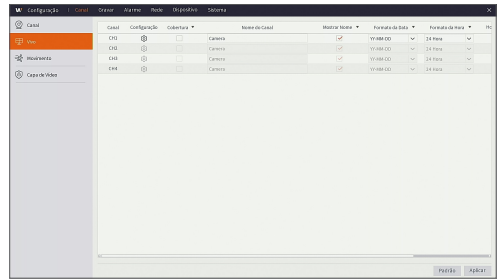 W Configuração | Canal Gravar Alarme Rede Dispositivo Sistema ×
Canal
Vivo
Movimento
Capa de Vídeo
Canal Configuração Cobertura Nome do Canal Mostrar Nome Formato da Data Formato da Hora
CH1 Camera YY-MM-DD 24 Hora
CH2 Camera YY-MM-DD 24 Hora
CH3 Camera YY-MM-DD 24 Hora
CH4 Camera YY-MM-DD 24 Hora
Padrão Aplicar